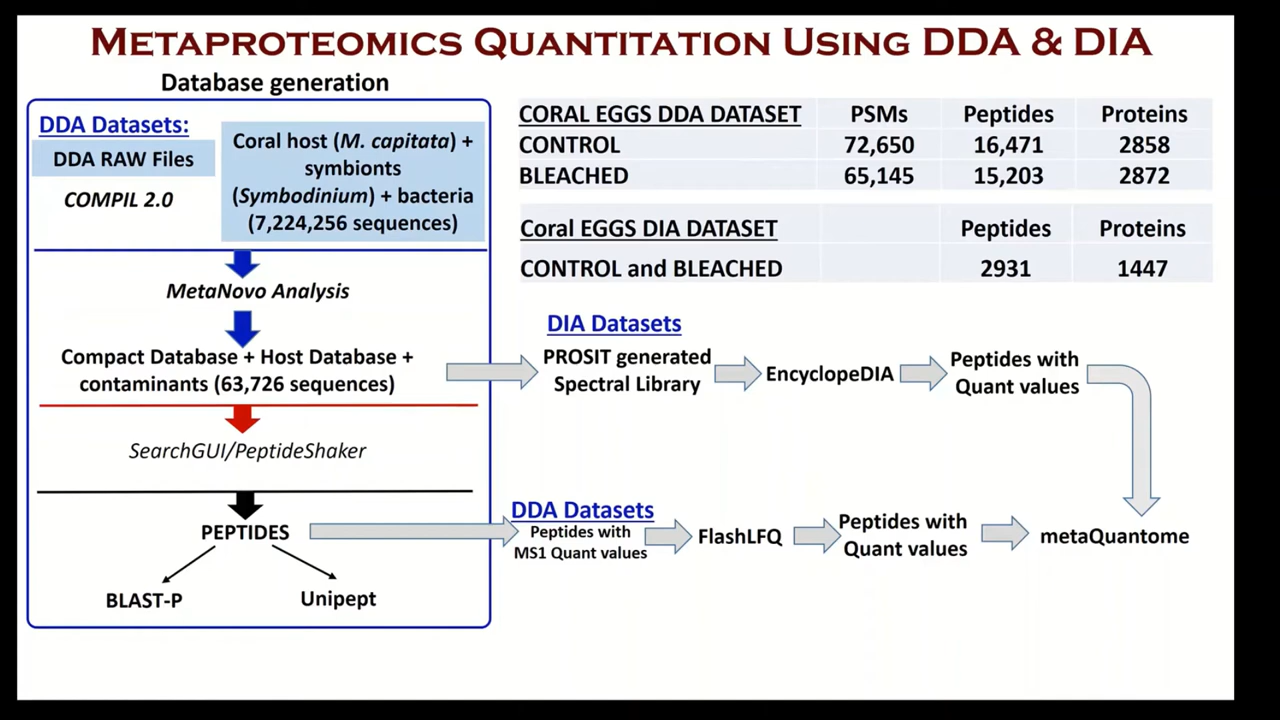 METAPROTEOMICS QUANTITATION USING DDA & DIA
Database generation
DDA Datasets:
DDA RAW Files
COMPIL 2.0
Coral host (M. capitata) +
symbionts
(Symbodinium) + bacteria
(7,224,256 sequences)
MetaNovo Analysis
Compact Database + Host Database +
contaminants (63,726 sequences)
SearchGUI/PeptideShaker
PEPTIDES
BLAST-P
Unipept
CORAL EGGS DDA DATASET PSMs Peptides Proteins
CONTROL 72,650 16,471 2858
BLEACHED 65,145 15,203 2872
Coral EGGS DIA DATASET Peptides Proteins
CONTROL and BLEACHED 2931 1447
DIA Datasets
PROSIT generated
Spectral Library
EncyclopeDIA
Peptides with
Quant values
DDA Datasets
Peptides with
MS1 Quant values
FlashLFQ
Peptides with
Quant values
metaQuantome